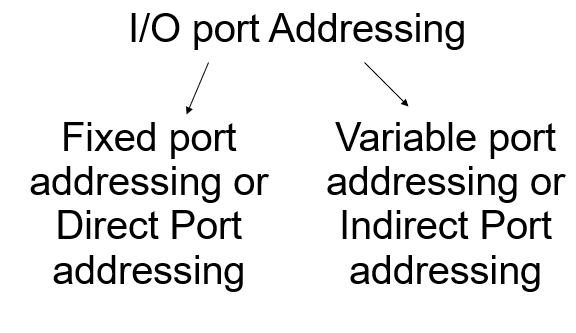 I/O port Addressing
Fixed port
addressing or
Direct Port
addressing
Variable port
addressing or
Indirect Port
addressing